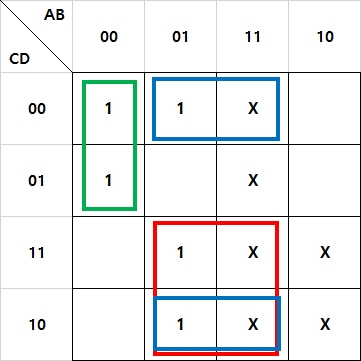 AB
CD
00 01 11 10
00 1 1 X
01 1 X
11 1 X X
10 1 X X